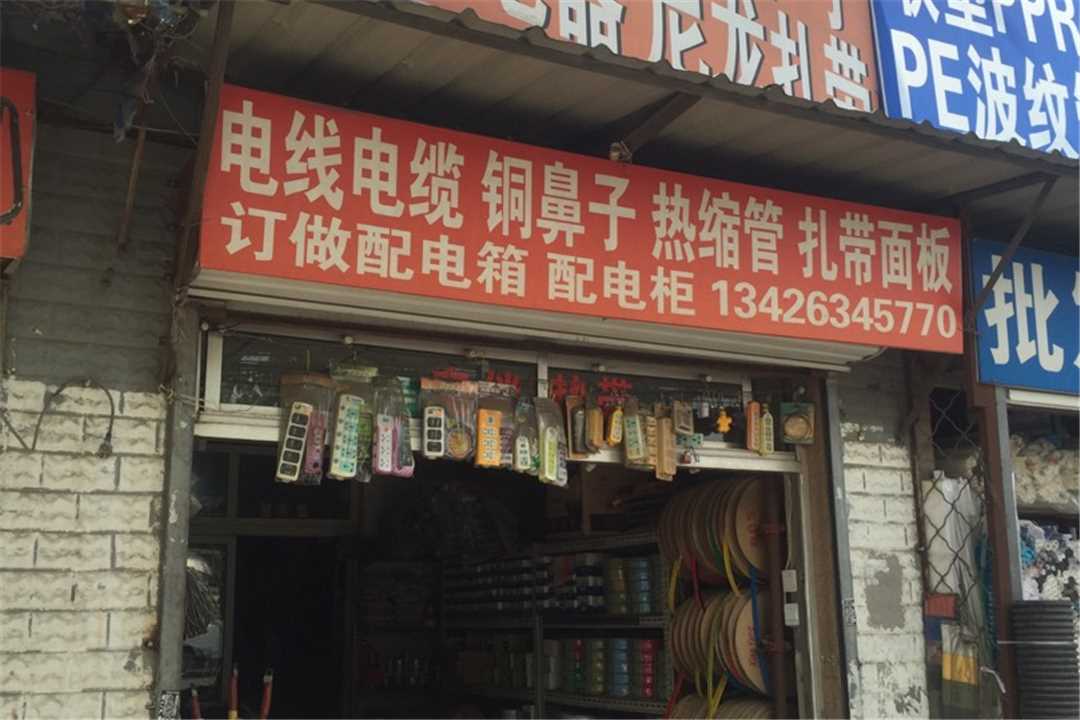 尼龙扎带
PE波纹
电线电缆 铜鼻子 热缩管 扎带面板
订做配电箱 配电柜 13426345770
批